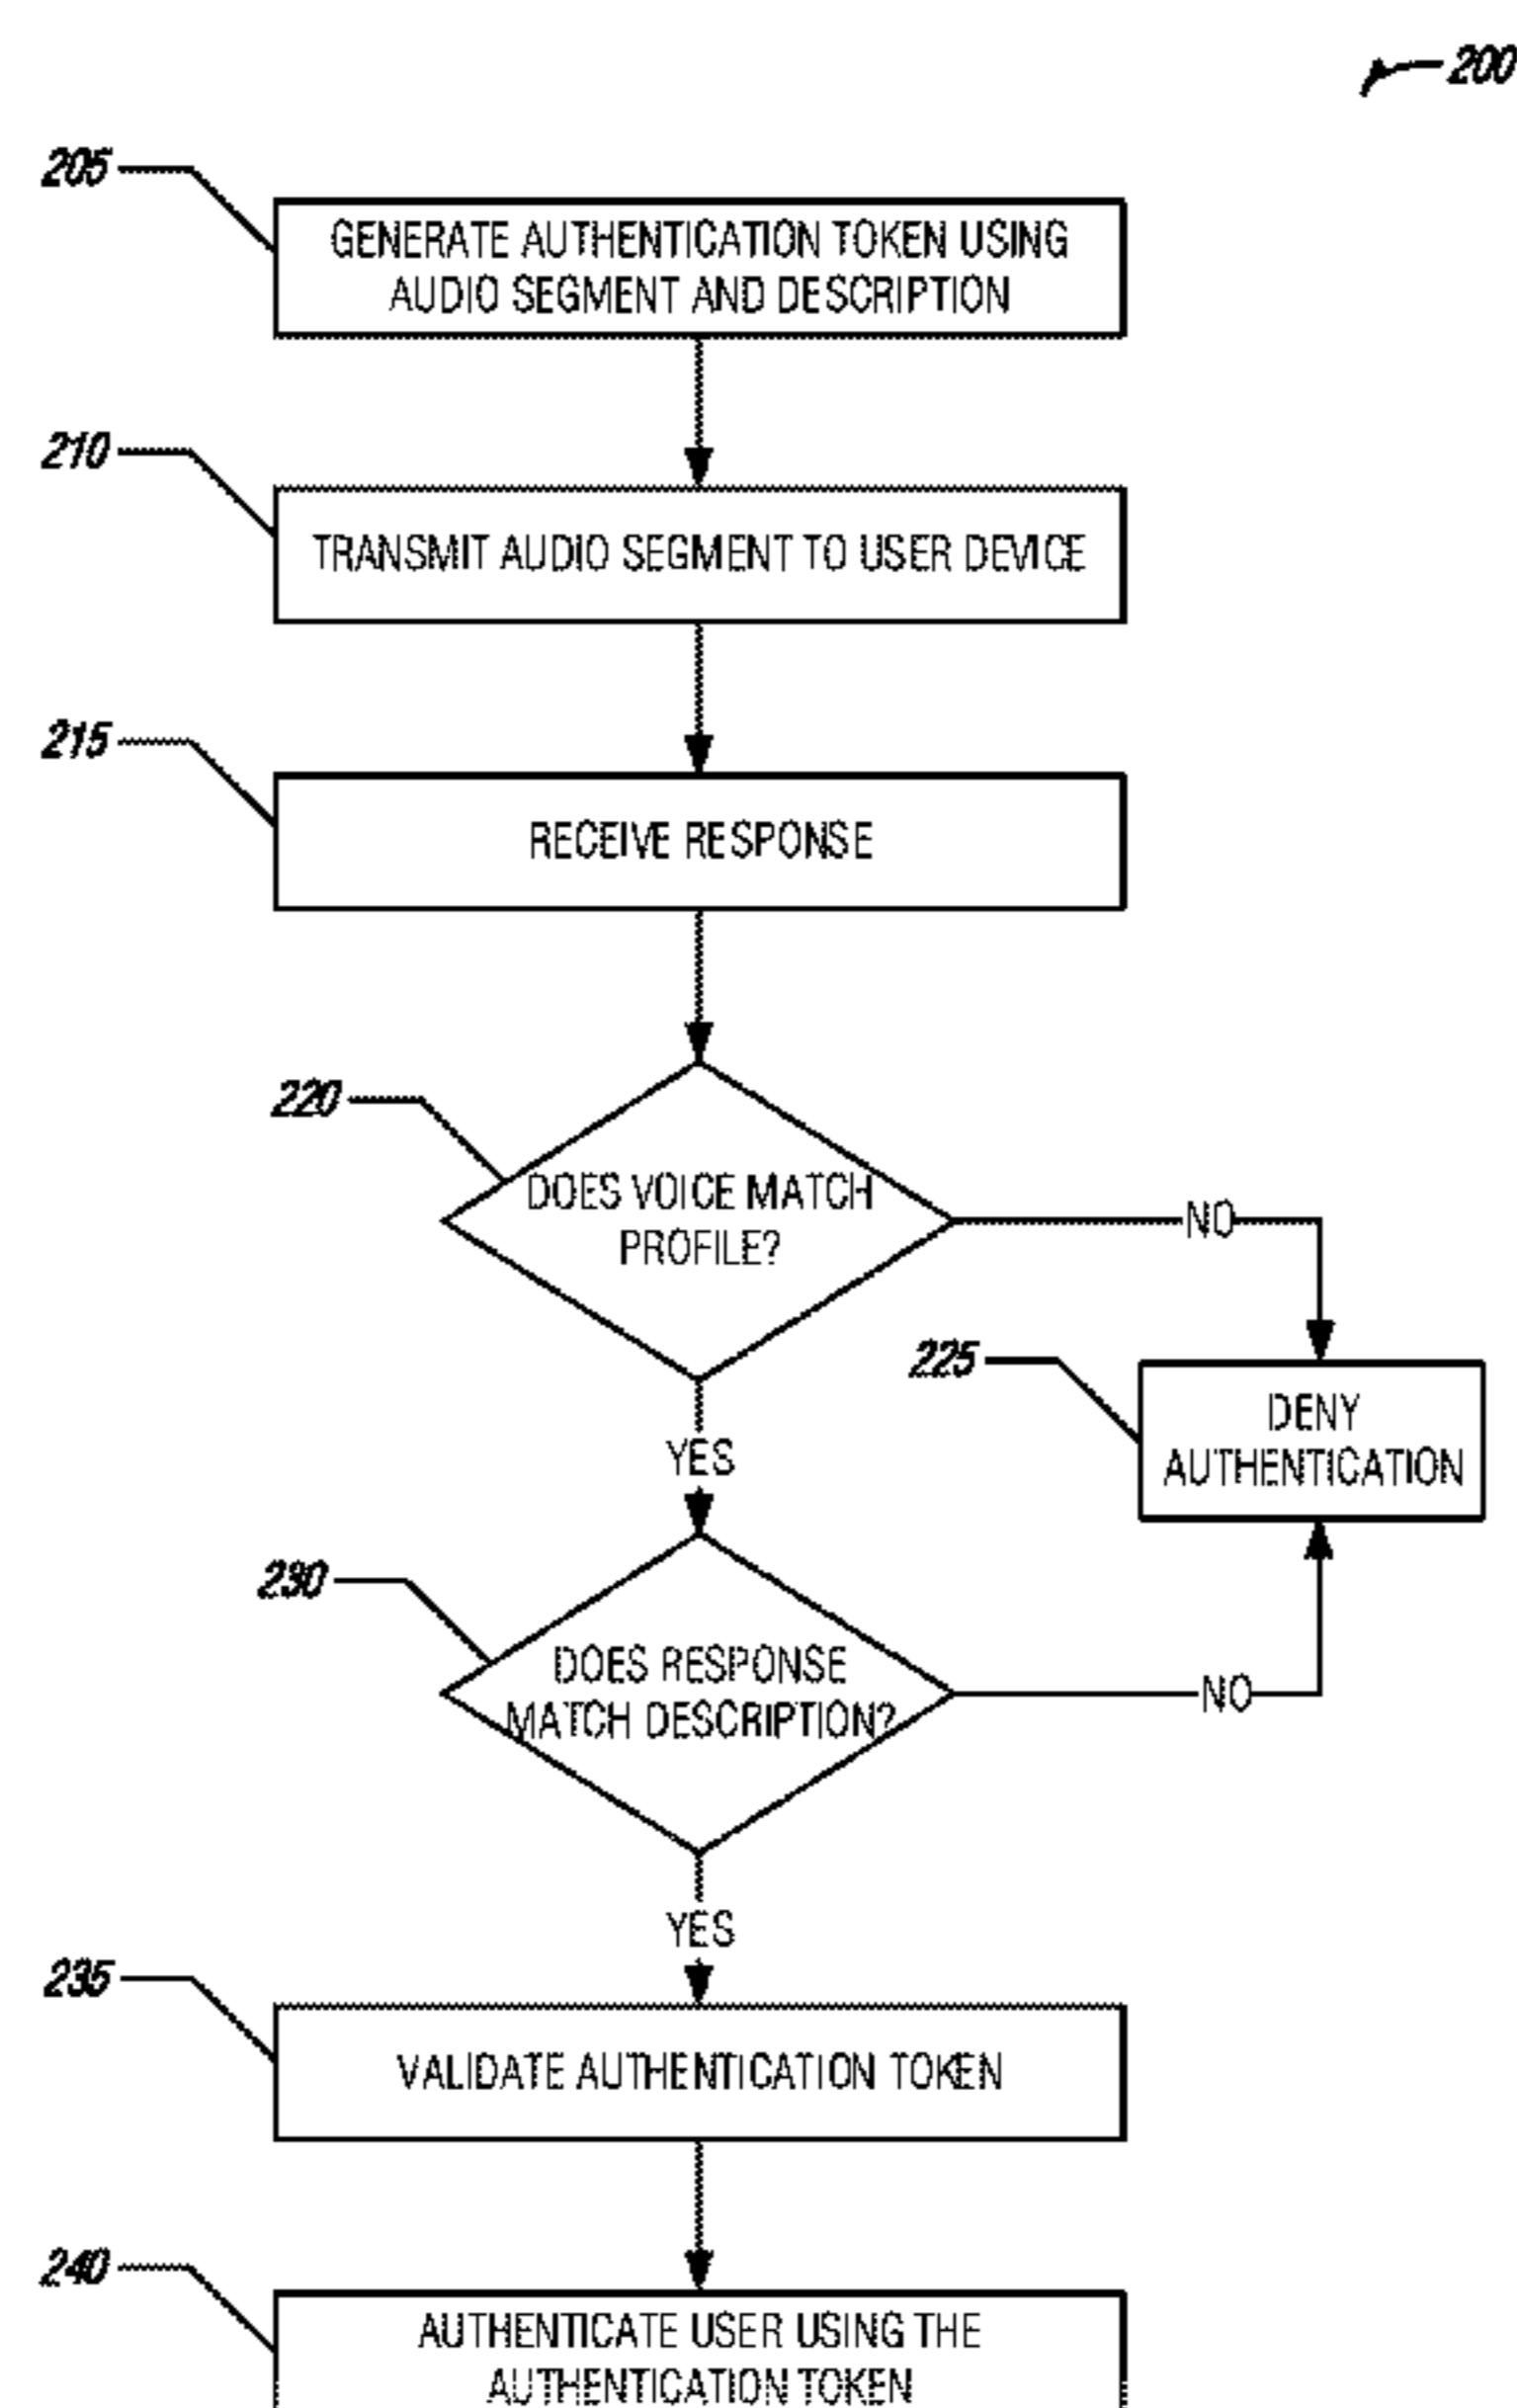 200
205
GENERATE AUTHENTICATION TOKEN USING
AUDIO SEGMENT AND DESCRIPTION
210
TRANSMIT AUDIO SEGMENT TO USER DEVICE
215
RECEIVE RESPONSE
220
DOES VOICE MATCH
PROFILE?
NO
225
DENY
AUTHENTICATION
YES
230
DOES RESPONSE
MATCH DESCRIPTION?
NO
YES
235
VALIDATE AUTHENTICATION TOKEN
240
AUTHENTICATE USER USING THE
AUTHENTICATION TOKEN